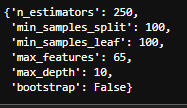 {'n_estimators': 250,
'min_samples_split': 100,
'min_samples_leaf': 100,
'max_features': 65,
'max_depth': 10,
'bootstrap': False}